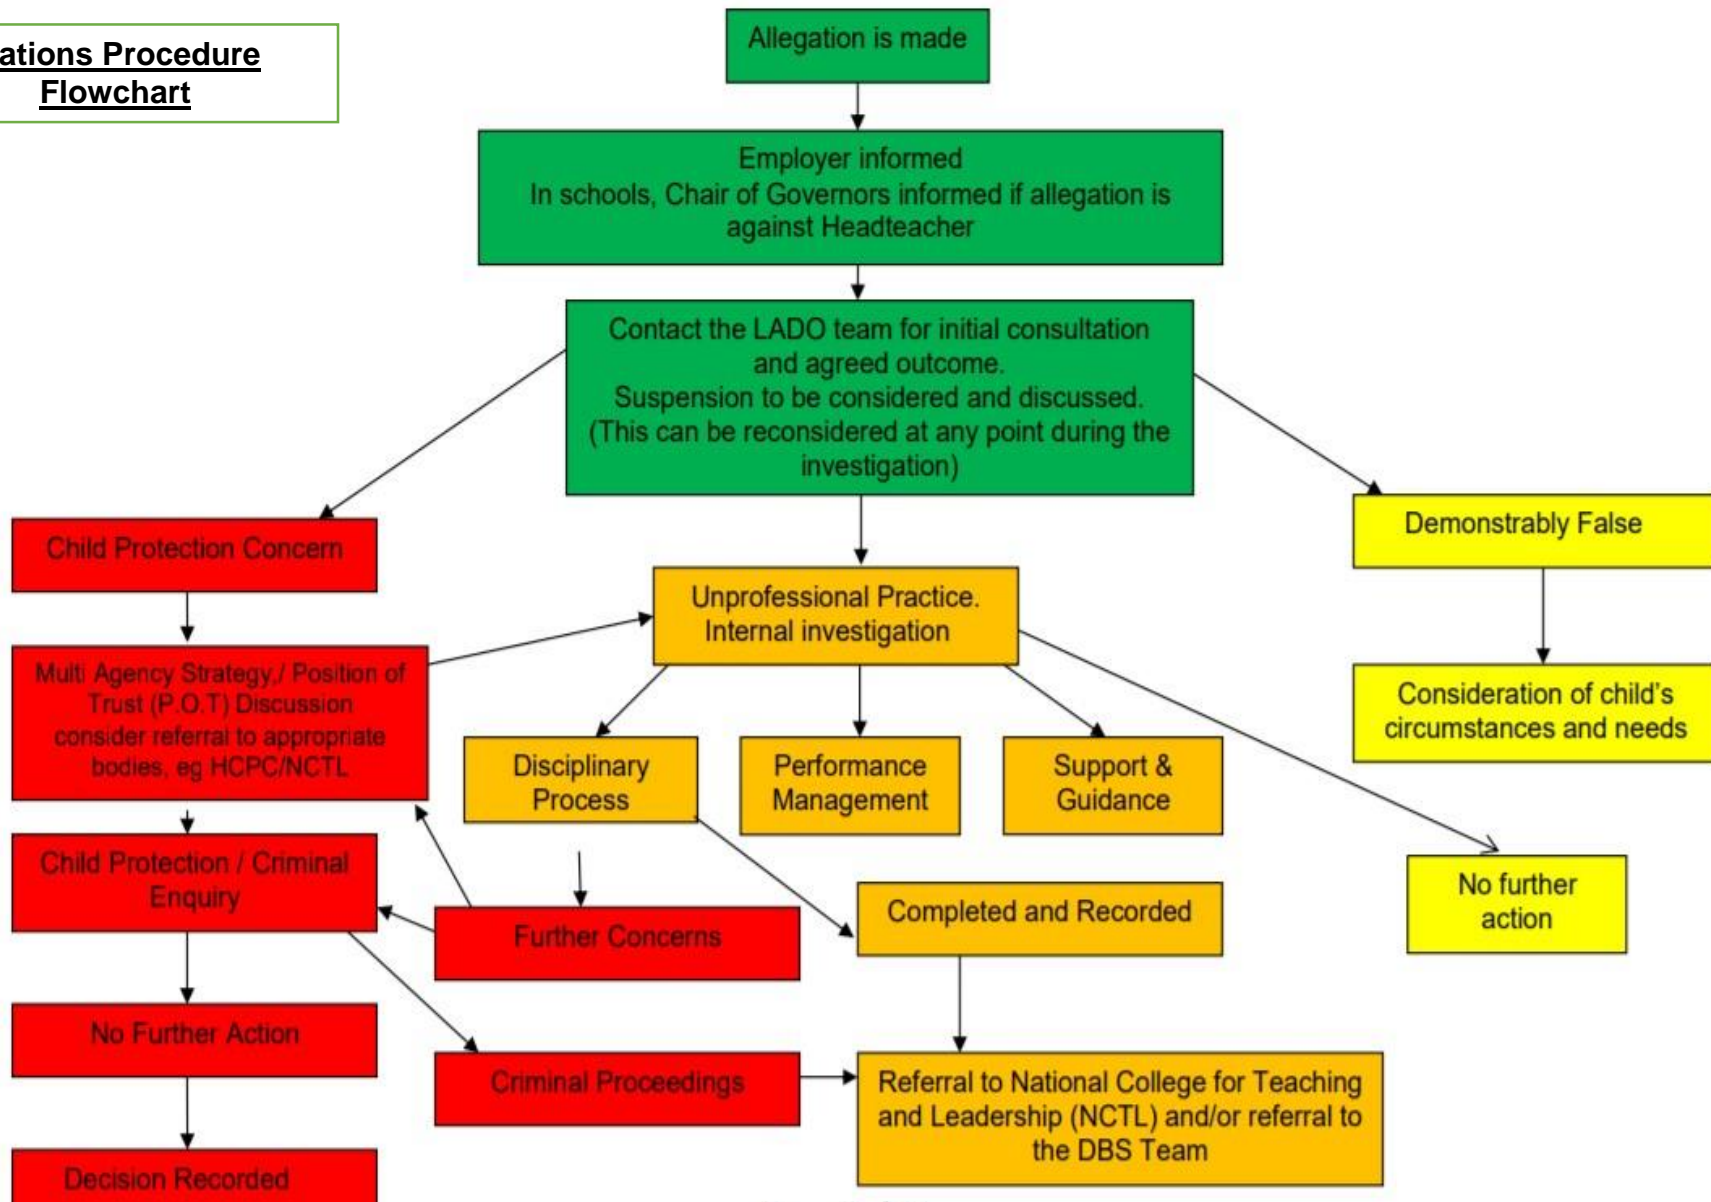 ations Procedure
Flowchart
Allegation is made
Employer informed
In schools, Chair of Governors informed if allegation is
against Headteacher
Contact the LADO team for initial consultation
and agreed outcome.
Suspension to be considered and discussed.
(This can be reconsidered at any point during the
investigation)
Child Protection Concern
Demonstrably False
Unprofessional Practice.
Internal investigation
Multi Agency Strategy,/ Position of
Trust (P.O.T) Discussion
consider referral to appropriate
bodies, eg HCPC/NCTL
Consideration of child's
circumstances and needs
Disciplinary
Process
Performance
Management
Support &
Guidance
Child Protection / Criminal
Enquiry
Further Concerns
Completed and Recorded
No further
action
No Further Action
Criminal Proceedings
Referral to National College for Teaching
and Leadership (NCTL) and/or referral to
the DBS Team
Decision Recorded